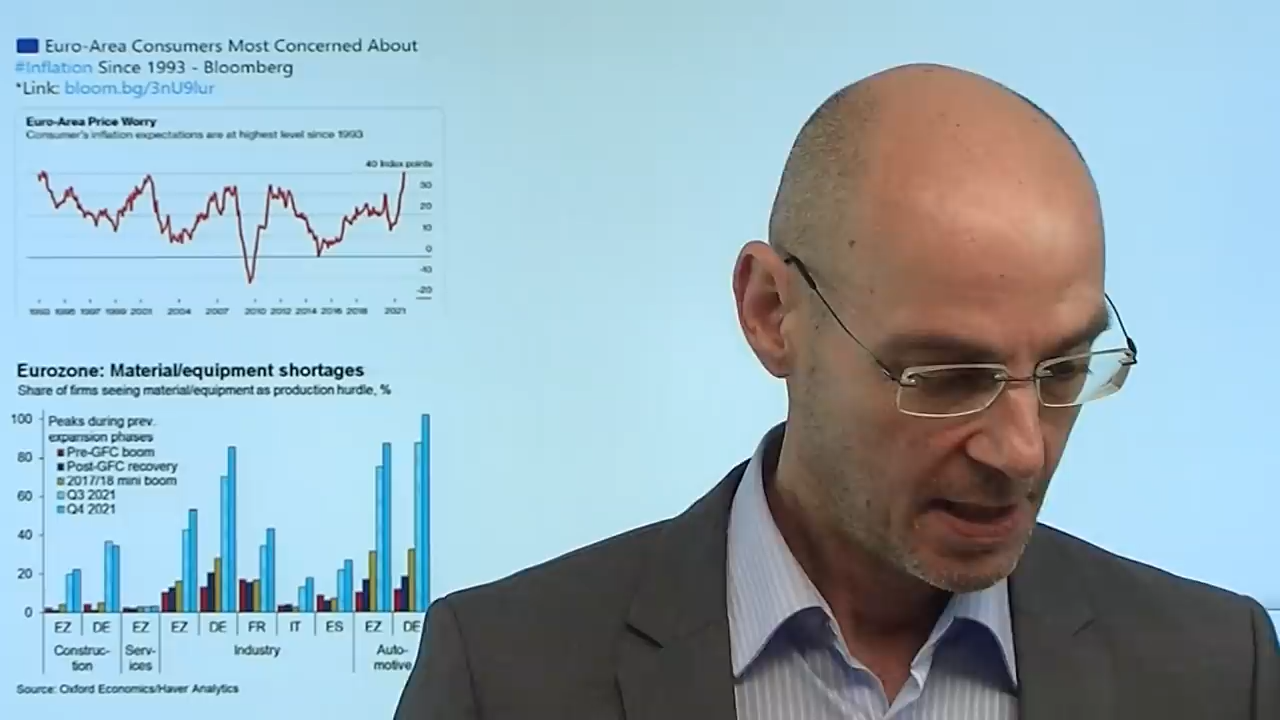 Euro-Area Consumers Most Concerned About
#Inflation Since 1993 - Bloomberg
*Link: bloom.bg/3nU9lur
Euro-Area Price Worry
Consumer's inflation expectations are at highest level since 1993
40 Index points
30
20
10
0
-10
-20
1993 1995 1997 1999 2001 2004 2007 2010 2012 2014 2016 2018 2021
Eurozone: Material/equipment shortages
Share of firms seeing material/equipment as production hurdle, %
100
80
60
40
20
0
Peaks during prev.
expansion phases
Pre-GFC boom
Post-GFC recovery
2017/18 mini boom
Q3 2021
Q4 2021
EZ DE EZ EZ DE FR IT ES EZ DE
Construc-
tion
Serv-
ices
Industry
Auto-
motive
Source: Oxford Economics/Haver Analytics